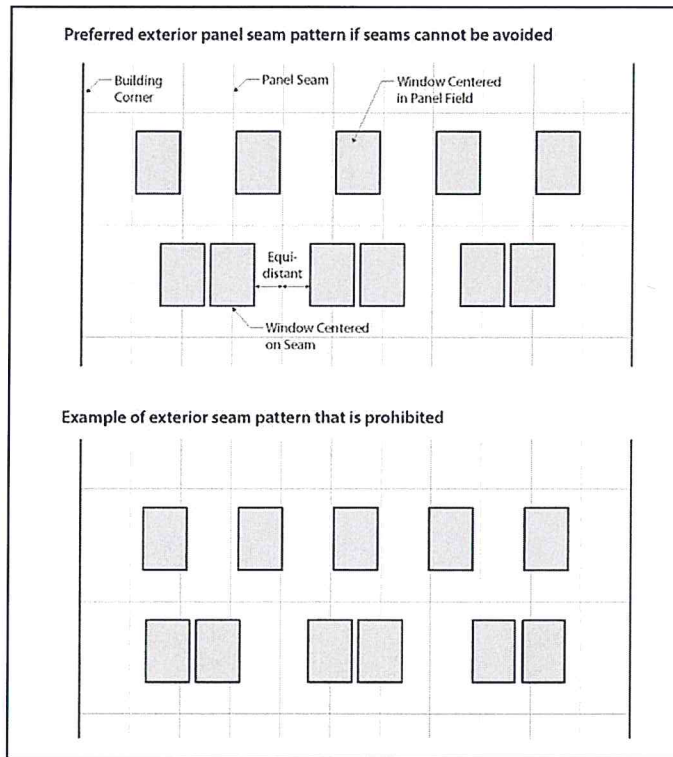 Preferred exterior panel seam pattern if seams cannot be avoided
Building
Corner
Panel Seam
Window Centered
in Panel Field
Equi-
distant
Window Centered
on Seam
Example of exterior seam pattern that is prohibited